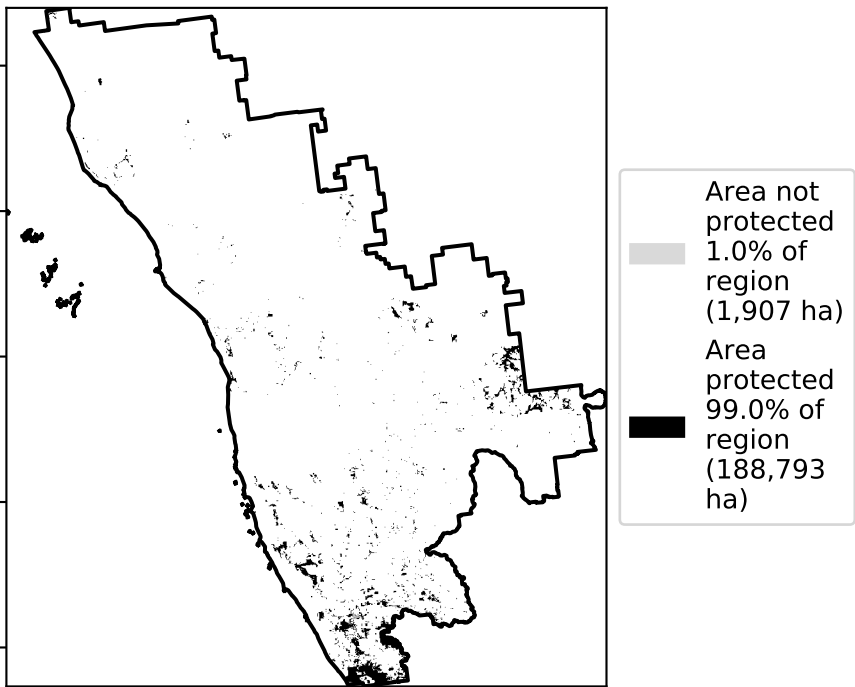 Area not
protected
1.0% of
region
(1,907 ha)
Area
protected
99.0% of
region
(188,793
ha)